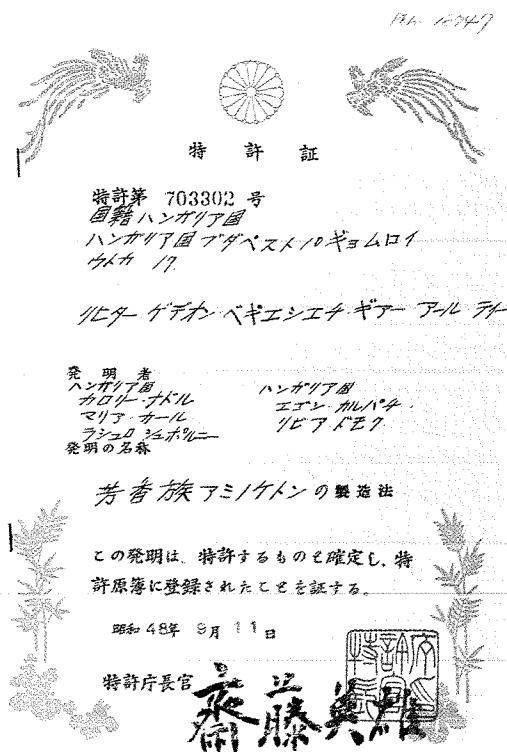 特許証
特許第 703302 号
国籍ハンガリア国
ハンガリア国ブダペスト10ギョムロイ
ウトカ 17
リヒター ゲデオン ベギエシエチ ギアー アール テイ
発明者
ハンガリア国 ハンガリア国
カロリー・ナドル エゴン カルパチ
マリア カール リビア ドモク
ラシュロ シュポルニー
発明の名称
芳香族アミノケトンの製造法
この発明は、特許するものと確定し、特
許原簿に登録されたことを証する。
昭和 48年 9月 11日
特許庁長官 齋藤英雄